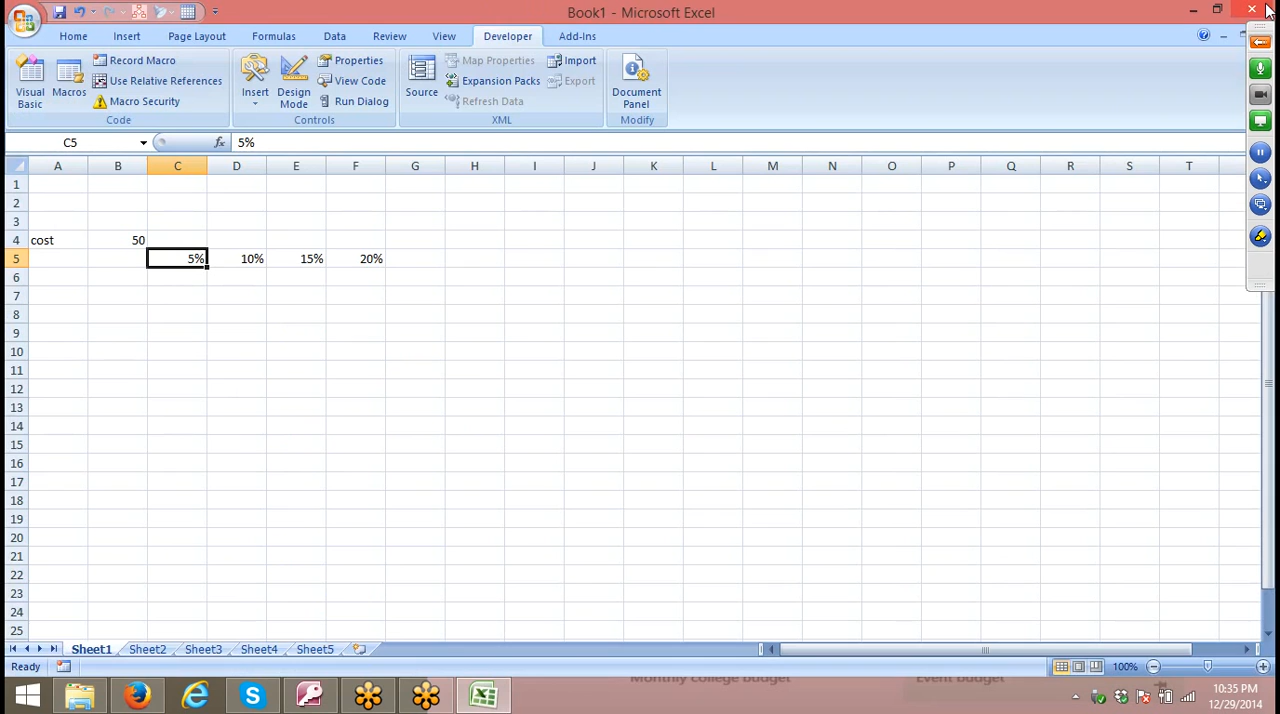 Book1 - Microsoft Excel
Home Insert Page Layout Formulas Data Review View Developer Add-Ins
Visual Basic
Macros
Record Macro
Use Relative References
Macro Security
Code
Insert
Design Mode
Properties
View Code
Run Dialog
Controls
Source
Map Properties
Expansion Packs
Refresh Data
Import
Export
XML
Document Panel
Modify
C5 fx 5%
A B C D E F G H I J K L M N O P Q R S T
1
2
3
4 cost 50
5 5% 10% 15% 20%
6
7
8
9
10
11
12
13
14
15
16
17
18
19
20
21
22
23
24
25
Sheet1 Sheet2 Sheet3 Sheet4 Sheet5
Ready 100%
Monthly college budget Event budget
10:35 PM
12/29/2014